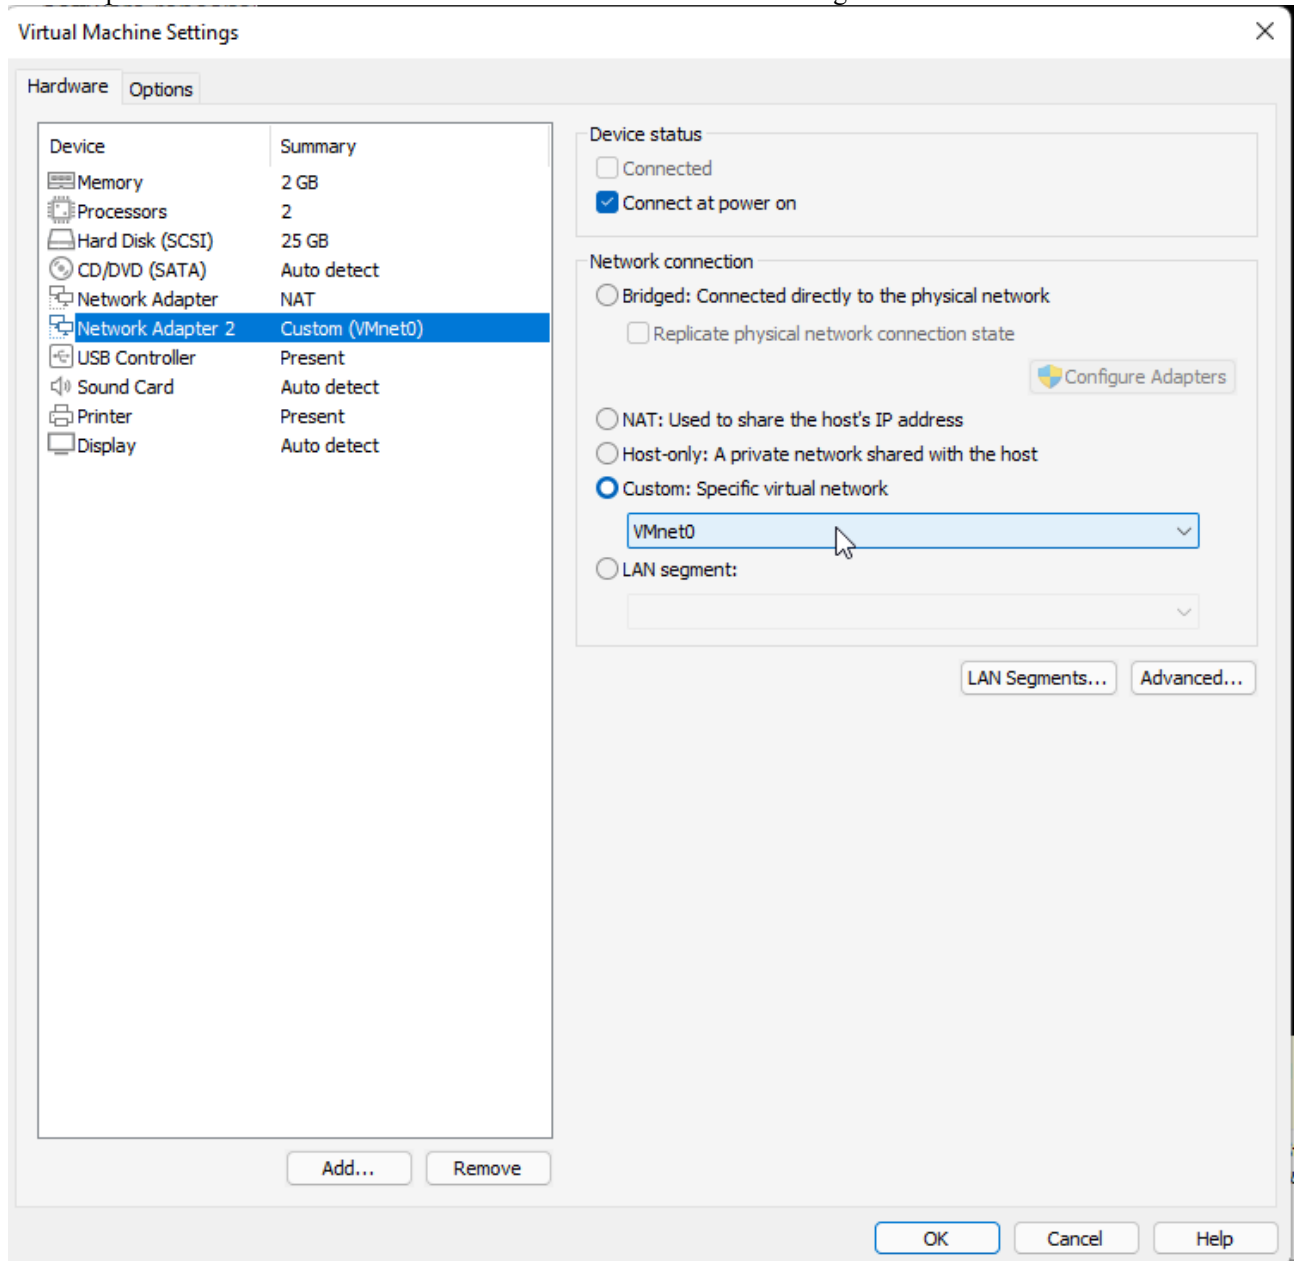 Virtual Machine Settings
Hardware Options
Device Summary
Memory 2 GB
Processors 2
Hard Disk (SCSI) 25 GB
CD/DVD (SATA) Auto detect
Network Adapter NAT
Network Adapter 2 Custom (VMnet0)
USB Controller Present
Sound Card Auto detect
Printer Present
Display Auto detect
Add... Remove
Device status
Connected
Connect at power on
Network connection
Bridged: Connected directly to the physical network
Replicate physical network connection state
Configure Adapters
NAT: Used to share the host's IP address
Host-only: A private network shared with the host
Custom: Specific virtual network
VMnet0
LAN segment:
LAN Segments... Advanced...
OK Cancel Help